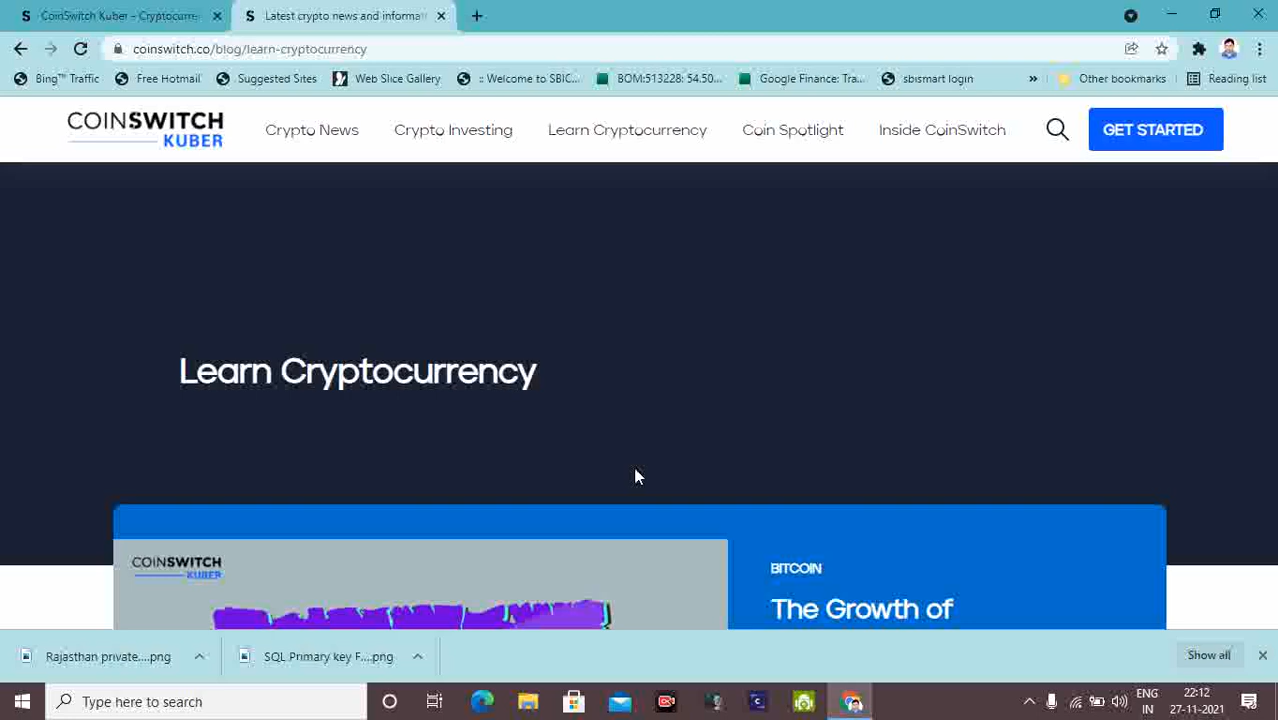 CoinSwitch Kuber – Cryptocurre
Latest crypto news and informat
coinswitch.co/blog/learn-cryptocurrency
Bing™ Traffic
Free Hotmail
Suggested Sites
Web Slice Gallery
:: Welcome to SBIC...
BOM:513228: 54.50...
Google Finance: Tra...
sbismart login
»
Other bookmarks
Reading list
COINSWITCH
KUBER
Crypto News
Crypto Investing
Learn Cryptocurrency
Coin Spotlight
Inside CoinSwitch
GET STARTED
Learn Cryptocurrency
COINSWITCH
KUBER
BITCOIN
The Growth of
Rajasthan private....png
SQL Primary key F....png
Show all
Type here to search
ENG
IN
22:12
27-11-2021